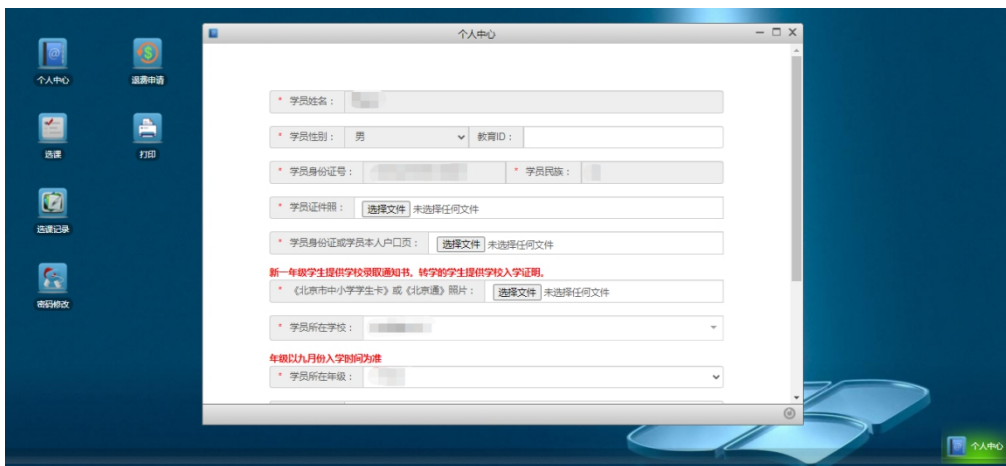 个人中心
退费申请
选课
打印
选课记录
密码修改
个人中心
* 学员姓名：
* 学员性别： 男 教育ID：
* 学员身份证号： * 学员民族：
* 学员证件照： 选择文件 未选择任何文件
* 学员身份证或学员本人户口页： 选择文件 未选择任何文件
新一年级学生提供学校录取通知书。转学的学生提供学校入学证明。
* 《北京市中小学学生卡》或《北京通》照片： 选择文件 未选择任何文件
* 学员所在学校：
年级以九月份入学时间为准
* 学员所在年级：
个人中心